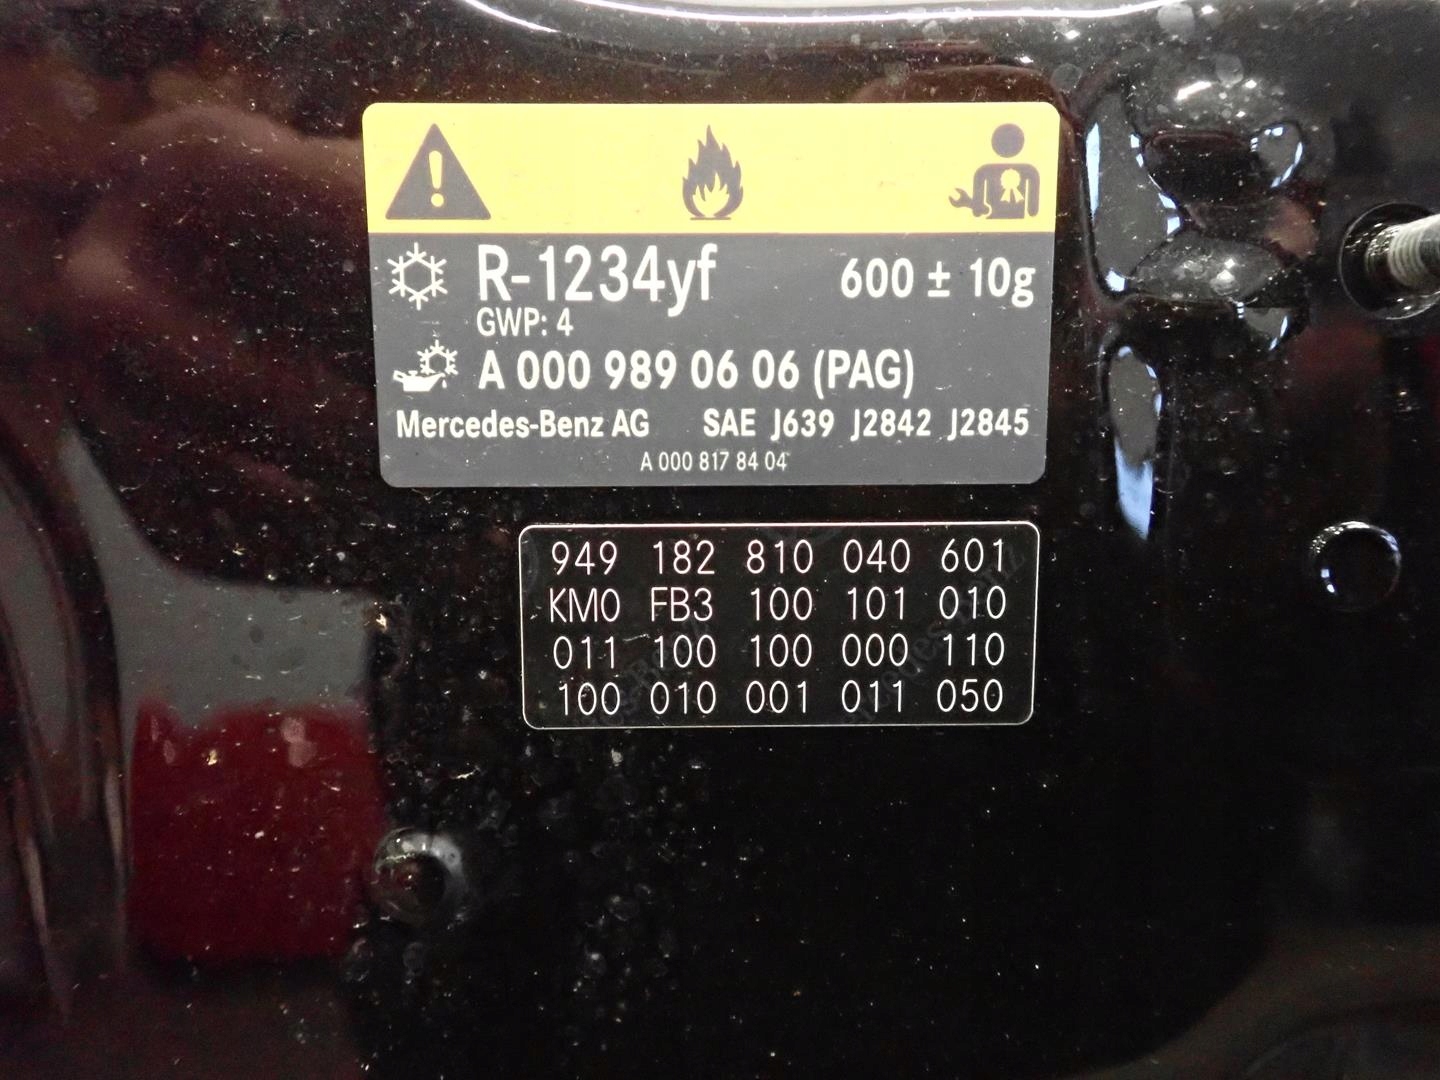 R-1234yf 600 ± 10g
GWP: 4
A 000 989 06 06 (PAG)
Mercedes-Benz AG SAE J639 J2842 J2845
A 000 817 84 04
949 182 810 040 601
KM0 FB3 100 101 010
011 100 100 000 110
100 010 001 011 050